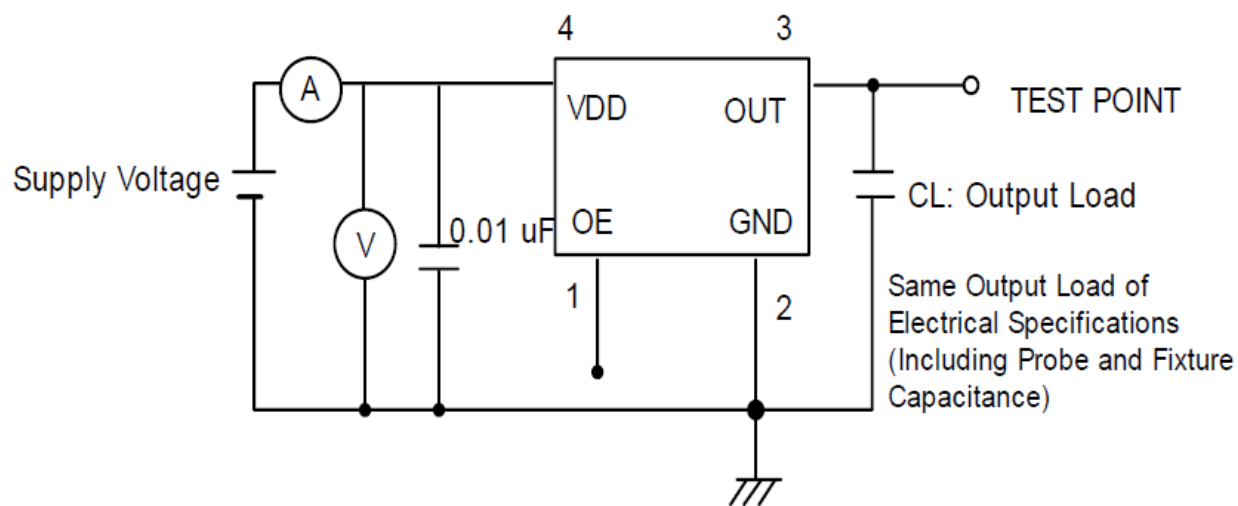 4
3
A
VDD
OUT
TEST POINT
Supply Voltage
CL: Output Load
V
0.01 uF
OE
GND
1
2
Same Output Load of
Electrical Specifications
(Including Probe and Fixture
Capacitance)